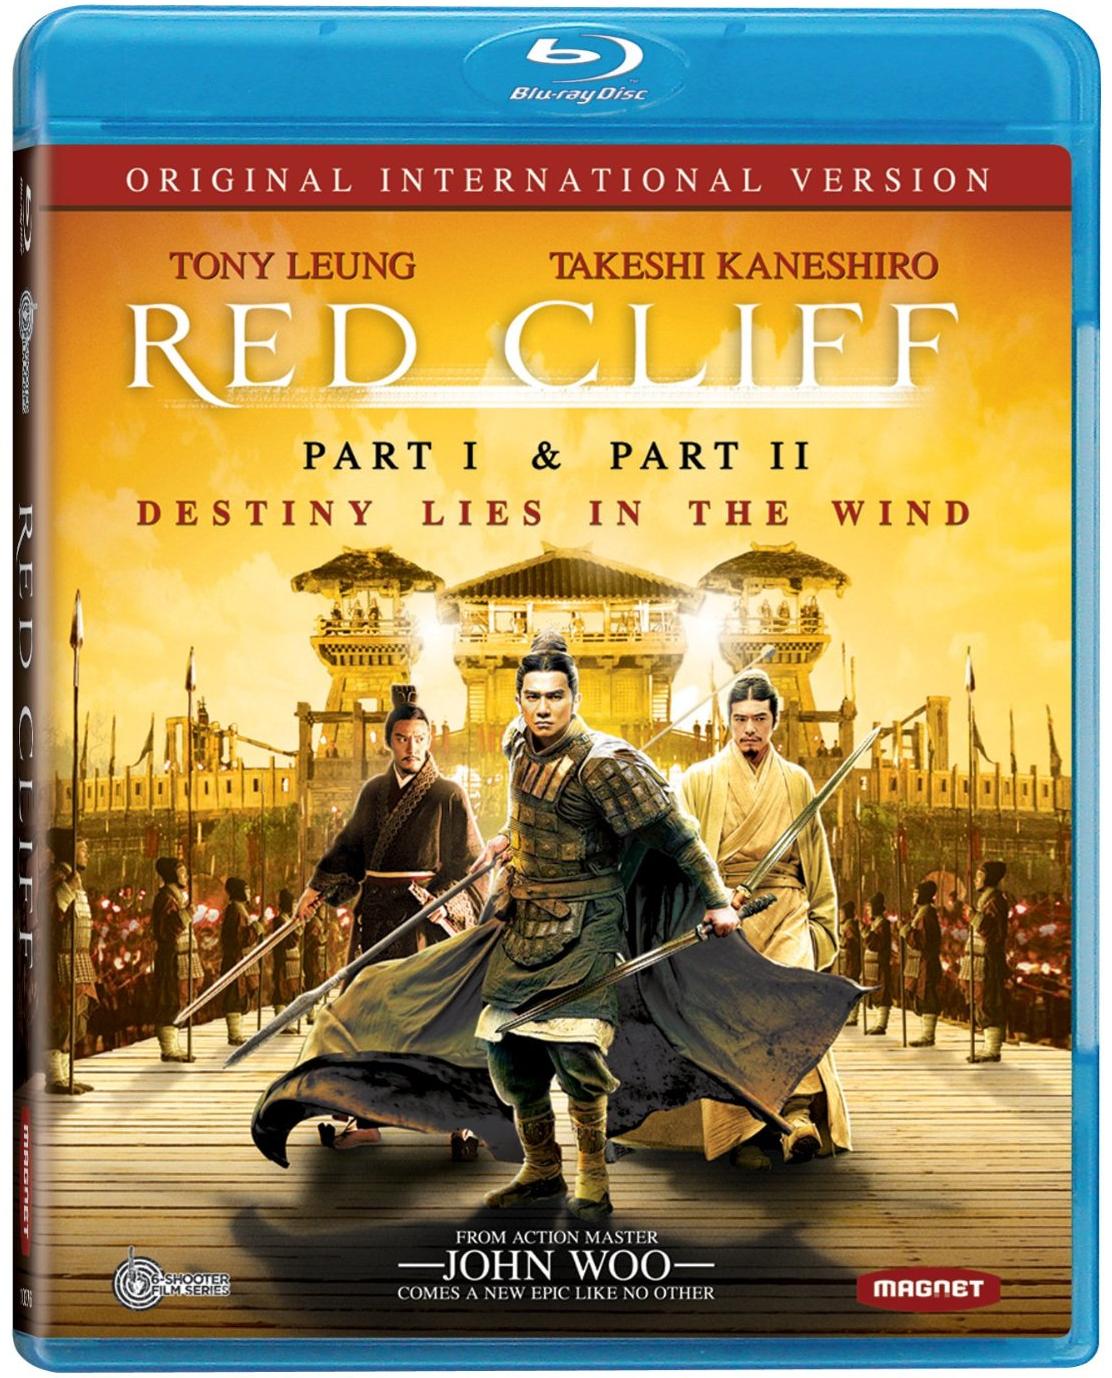 Blu-ray Disc
ORIGINAL INTERNATIONAL VERSION
TONY LEUNG TAKESHI KANESHIRO
RED CLIFF
PART I & PART II
DESTINY LIES IN THE WIND
FROM ACTION MASTER
—JOHN WOO—
COMES A NEW EPIC LIKE NO OTHER
6-SHOOTER
FILM SERIES
MAGNET
RED CLIFF
MAGNET